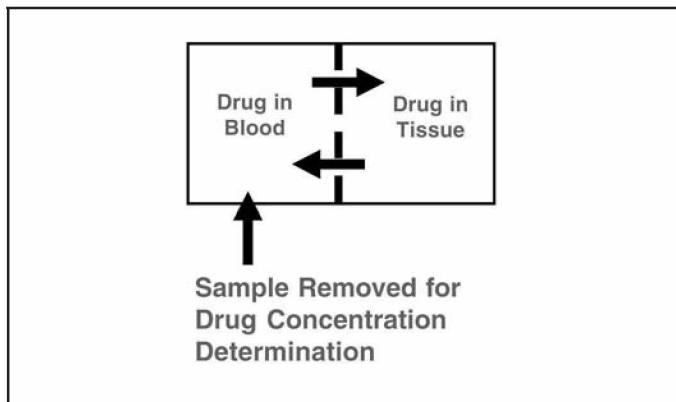 Drug in
Blood
Drug in
Tissue
Sample Removed for
Drug Concentration
Determination